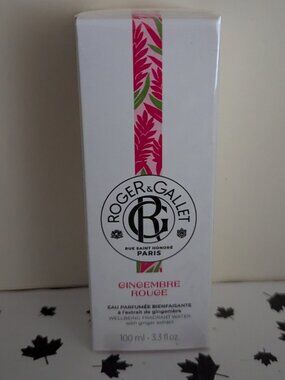 ROGER & GALLET
RG
RUE SAINT HONORÉ
PARIS
GINGEMBRE
ROUGE
EAU PARFUMÉE BIENFAISANTE
à l'extrait de gingembre
WELLBEING FRAGRANT WATER
with ginger extract
100 ml - 3.3 fl.oz.